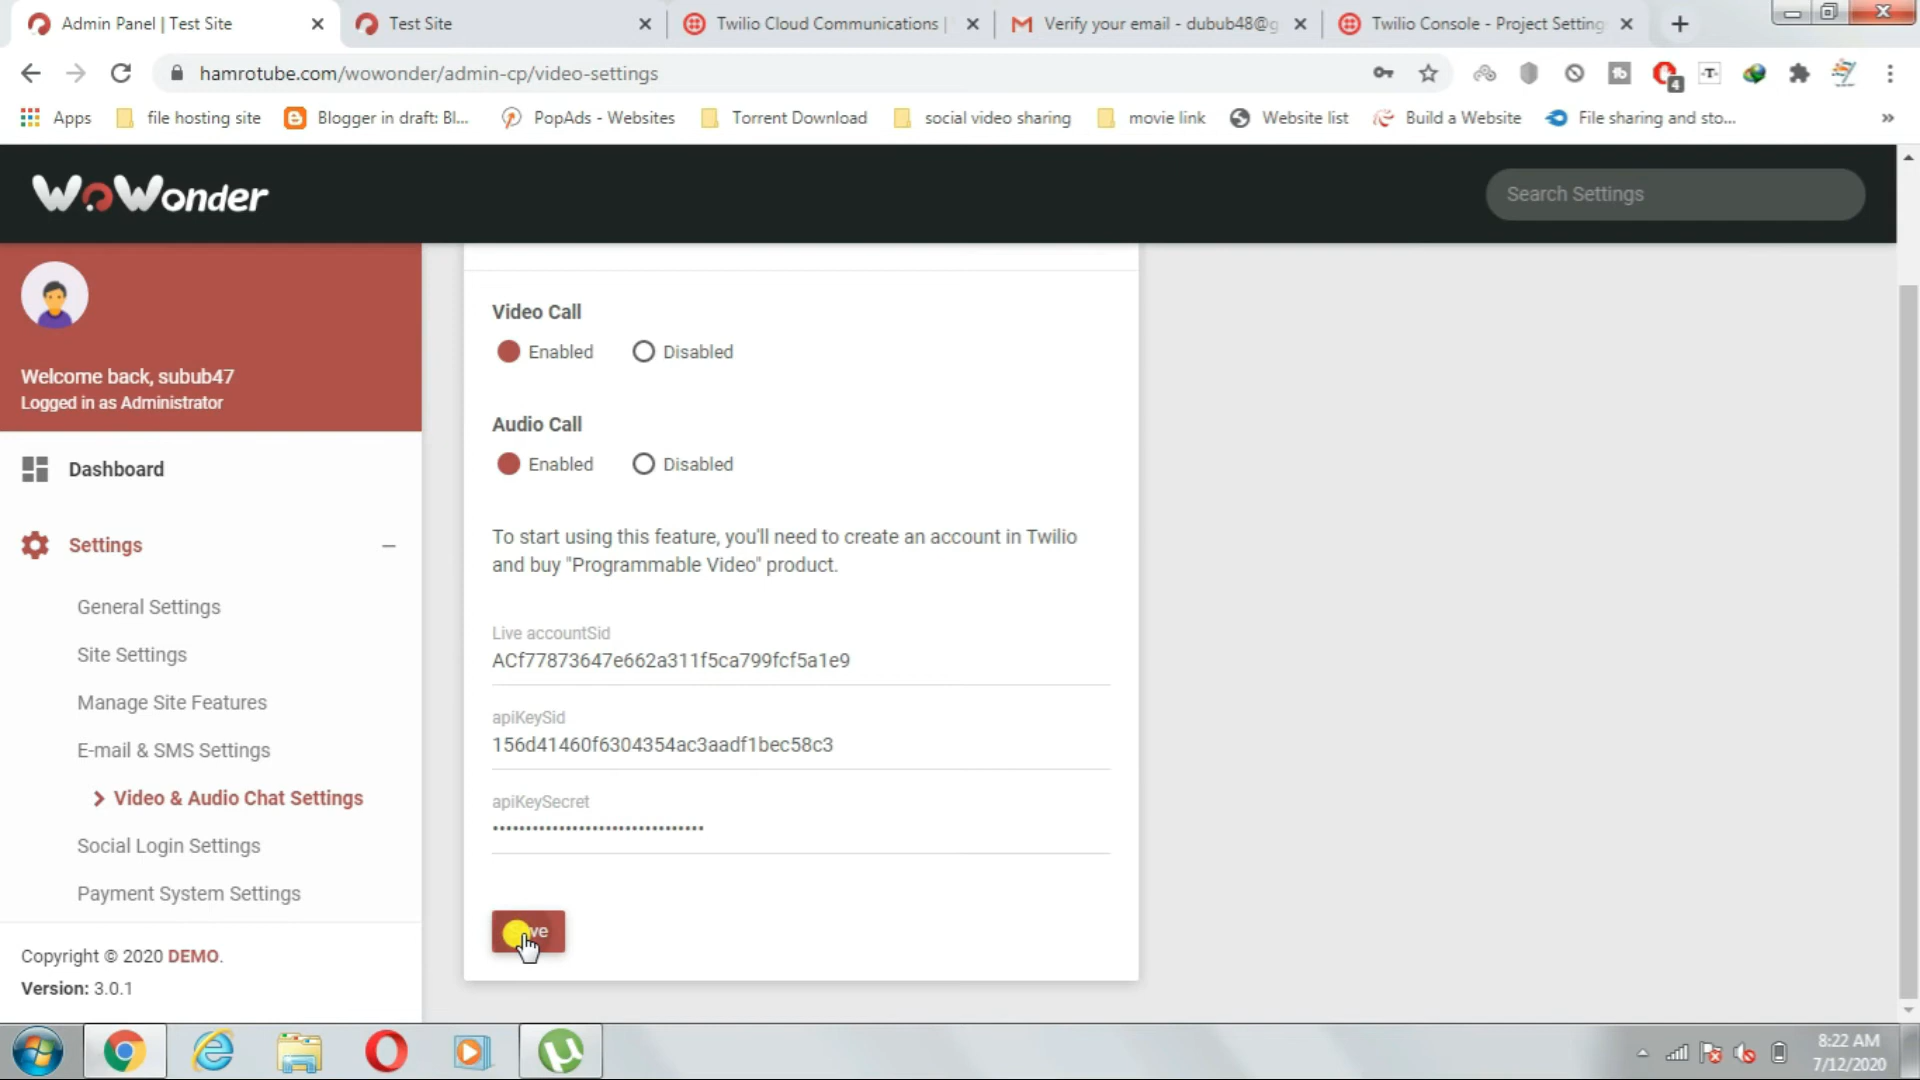 Admin Panel | Test Site
Test Site
Twilio Cloud Communications |
Verify your email - dubub48@g
Twilio Console - Project Setting
hamrotube.com/wowonder/admin-cp/video-settings
4
Apps
file hosting site
Blogger in draft: Bl...
PopAds - Websites
Torrent Download
social video sharing
movie link
Website list
Build a Website
File sharing and sto...
WoWonder
Search Settings
Welcome back, subub47
Logged in as Administrator
Dashboard
Settings
General Settings
Site Settings
Manage Site Features
E-mail & SMS Settings
Video & Audio Chat Settings
Social Login Settings
Payment System Settings
Copyright © 2020 DEMO.
Version: 3.0.1
Video Call
Enabled
Disabled
Audio Call
Enabled
Disabled
To start using this feature, you'll need to create an account in Twilio
and buy "Programmable Video" product.
Live accountSid
ACf77873647e662a311f5ca799fcf5a1e9
apiKeySid
156d41460f6304354ac3aadf1bec58c3
apiKeySecret
8:22 AM
7/12/2020